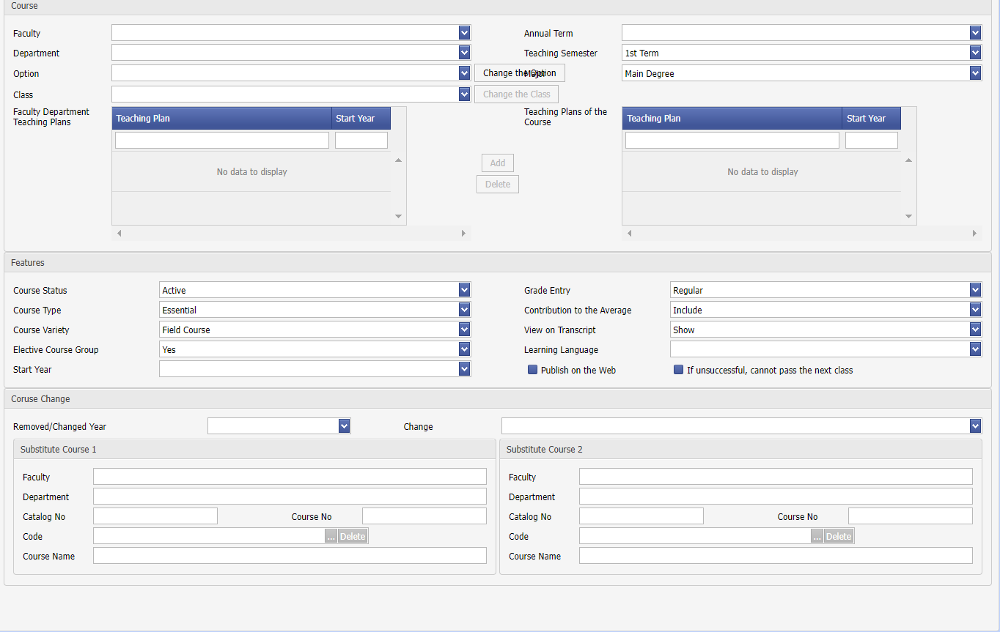 Course
Faculty
Annual Term
Department
Teaching Semester 1st Term
Option Change the Option Major Main Degree
Class Change the Class
Faculty Department
Teaching Plans
Teaching Plan Start Year
No data to display
Add
Delete
Teaching Plans of the
Course
Teaching Plan Start Year
No data to display
Features
Course Status Active
Grade Entry Regular
Course Type Essential
Contribution to the Average Include
Course Variety Field Course
View on Transcript Show
Elective Course Group Yes
Learning Language
Start Year
Publish on the Web
If unsuccessful, cannot pass the next class
Coruse Change
Removed/Changed Year
Change
Substitute Course 1
Faculty
Department
Catalog No Course No
Code ... Delete
Course Name
Substitute Course 2
Faculty
Department
Catalog No Course No
Code ... Delete
Course Name